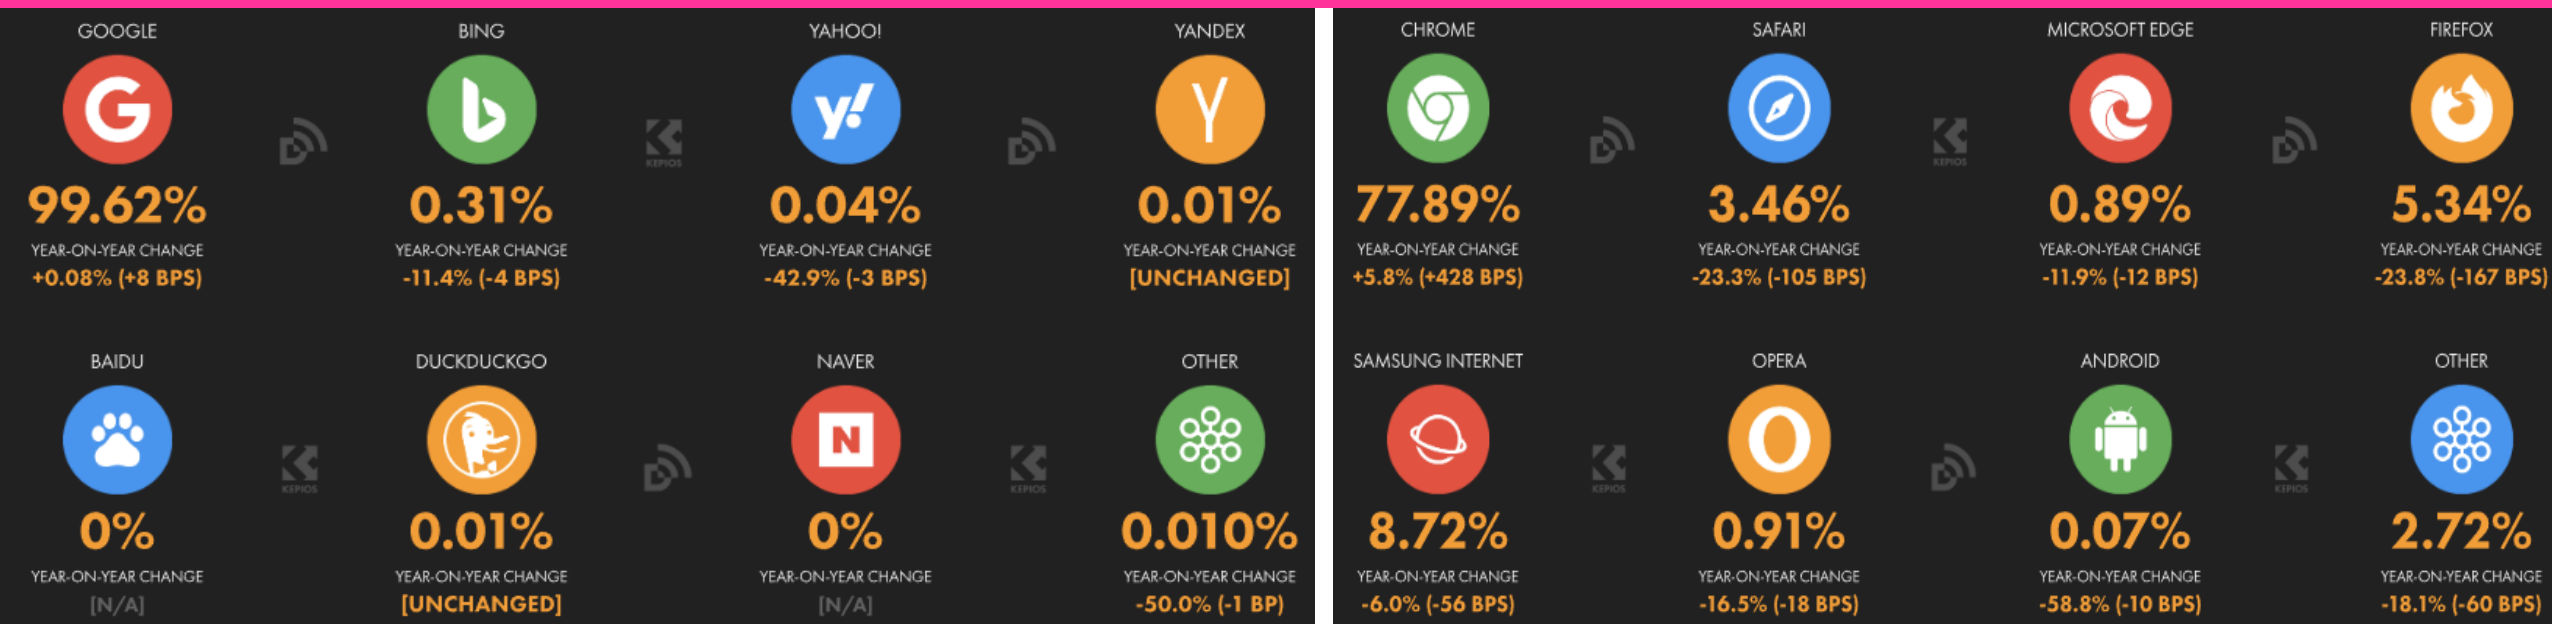 GOOGLE
BING
YAHOO!
YANDEX
99.62%
0.31%
0.04%
0.01%
YEAR-ON-YEAR CHANGE
YEAR-ON-YEAR CHANGE
YEAR-ON-YEAR CHANGE
YEAR-ON-YEAR CHANGE
+0.08% (+8 BPS)
-11.4% (-4 BPS)
-42.9% (-3 BPS)
[UNCHANGED]
KEPIOS
BAIDU
DUCKDUCKGO
NAVER
OTHER
N
0%
0.01%
0%
0.010%
YEAR-ON-YEAR CHANGE
YEAR-ON-YEAR CHANGE
YEAR-ON-YEAR CHANGE
YEAR-ON-YEAR CHANGE
[N/A]
[UNCHANGED]
[N/A]
-50.0% (-1 BP)
KEPIOS
KEPIOS
CHROME
SAFARI
MICROSOFT EDGE
FIREFOX
77.89%
3.46%
0.89%
5.34%
YEAR-ON-YEAR CHANGE
YEAR-ON-YEAR CHANGE
YEAR-ON-YEAR CHANGE
YEAR-ON-YEAR CHANGE
+5.8% (+428 BPS)
-23.3% (-105 BPS)
-11.9% (-12 BPS)
-23.8% (-167 BPS)
KEPIOS
SAMSUNG INTERNET
OPERA
ANDROID
OTHER
8.72%
0.91%
0.07%
2.72%
YEAR-ON-YEAR CHANGE
YEAR-ON-YEAR CHANGE
YEAR-ON-YEAR CHANGE
YEAR-ON-YEAR CHANGE
-6.0% (-56 BPS)
-16.5% (-18 BPS)
-58.8% (-10 BPS)
-18.1% (-60 BPS)
KEPIOS
KEPIOS